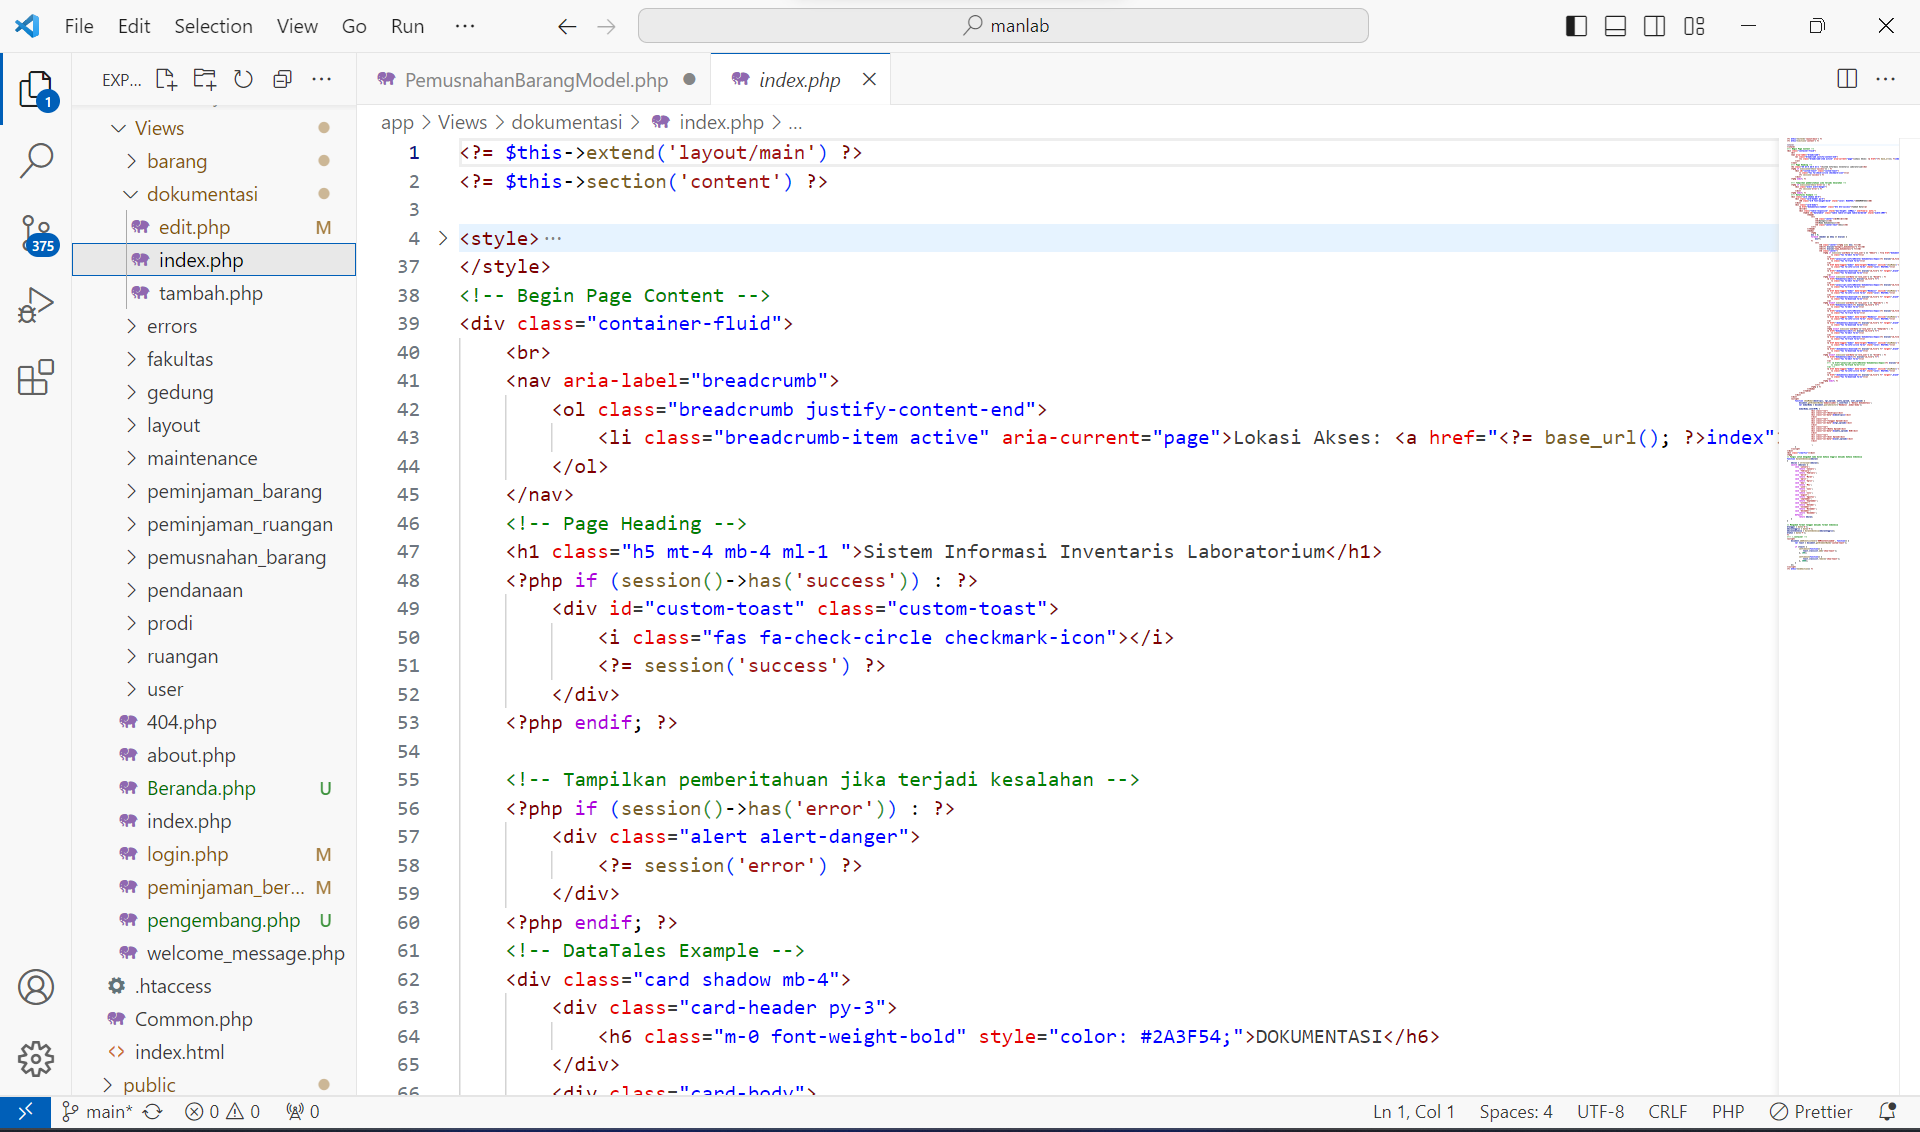 File Edit Selection View Go Run ···
manlab
EXP...
1
375
Views
barang
dokumentasi
edit.php M
index.php
tambah.php
errors
fakultas
gedung
layout
maintenance
peminjaman_barang
peminjaman_ruangan
pemusnahan_barang
pendanaan
prodi
ruangan
user
404.php
about.php
Beranda.php U
index.php
login.php M
peminjaman_ber... M
pengembang.php U
welcome_message.php
.htaccess
Common.php
index.html
public
PemusnahanBarangModel.php
index.php
app > Views > dokumentasi > index.php > ...
1 <?= $this->extend('layout/main') ?>
2 <?= $this->section('content') ?>
3
4 <style>···
37 </style>
38 <!-- Begin Page Content -->
39 <div class="container-fluid">
40 <br>
41 <nav aria-label="breadcrumb">
42 <ol class="breadcrumb justify-content-end">
43 <li class="breadcrumb-item active" aria-current="page">Lokasi Akses: <a href="<?= base_url(); ?>index"
44 </ol>
45 </nav>
46 <!-- Page Heading -->
47 <h1 class="h5 mt-4 mb-4 ml-1 ">Sistem Informasi Inventaris Laboratorium</h1>
48 <?php if (session()->has('success')) : ?>
49 <div id="custom-toast" class="custom-toast">
50 <i class="fas fa-check-circle checkmark-icon"></i>
51 <?= session('success') ?>
52 </div>
53 <?php endif; ?>
54
55 <!-- Tampilkan pemberitahuan jika terjadi kesalahan -->
56 <?php if (session()->has('error')) : ?>
57 <div class="alert alert-danger">
58 <?= session('error') ?>
59 </div>
60 <?php endif; ?>
61 <!-- DataTales Example -->
62 <div class="card shadow mb-4">
63 <div class="card-header py-3">
64 <h6 class="m-0 font-weight-bold" style="color: #2A3F54;">DOKUMENTASI</h6>
65 </div>
66 <div class="card-body">
main* 0 0 0
Ln 1, Col 1 Spaces: 4 UTF-8 CRLF PHP Prettier